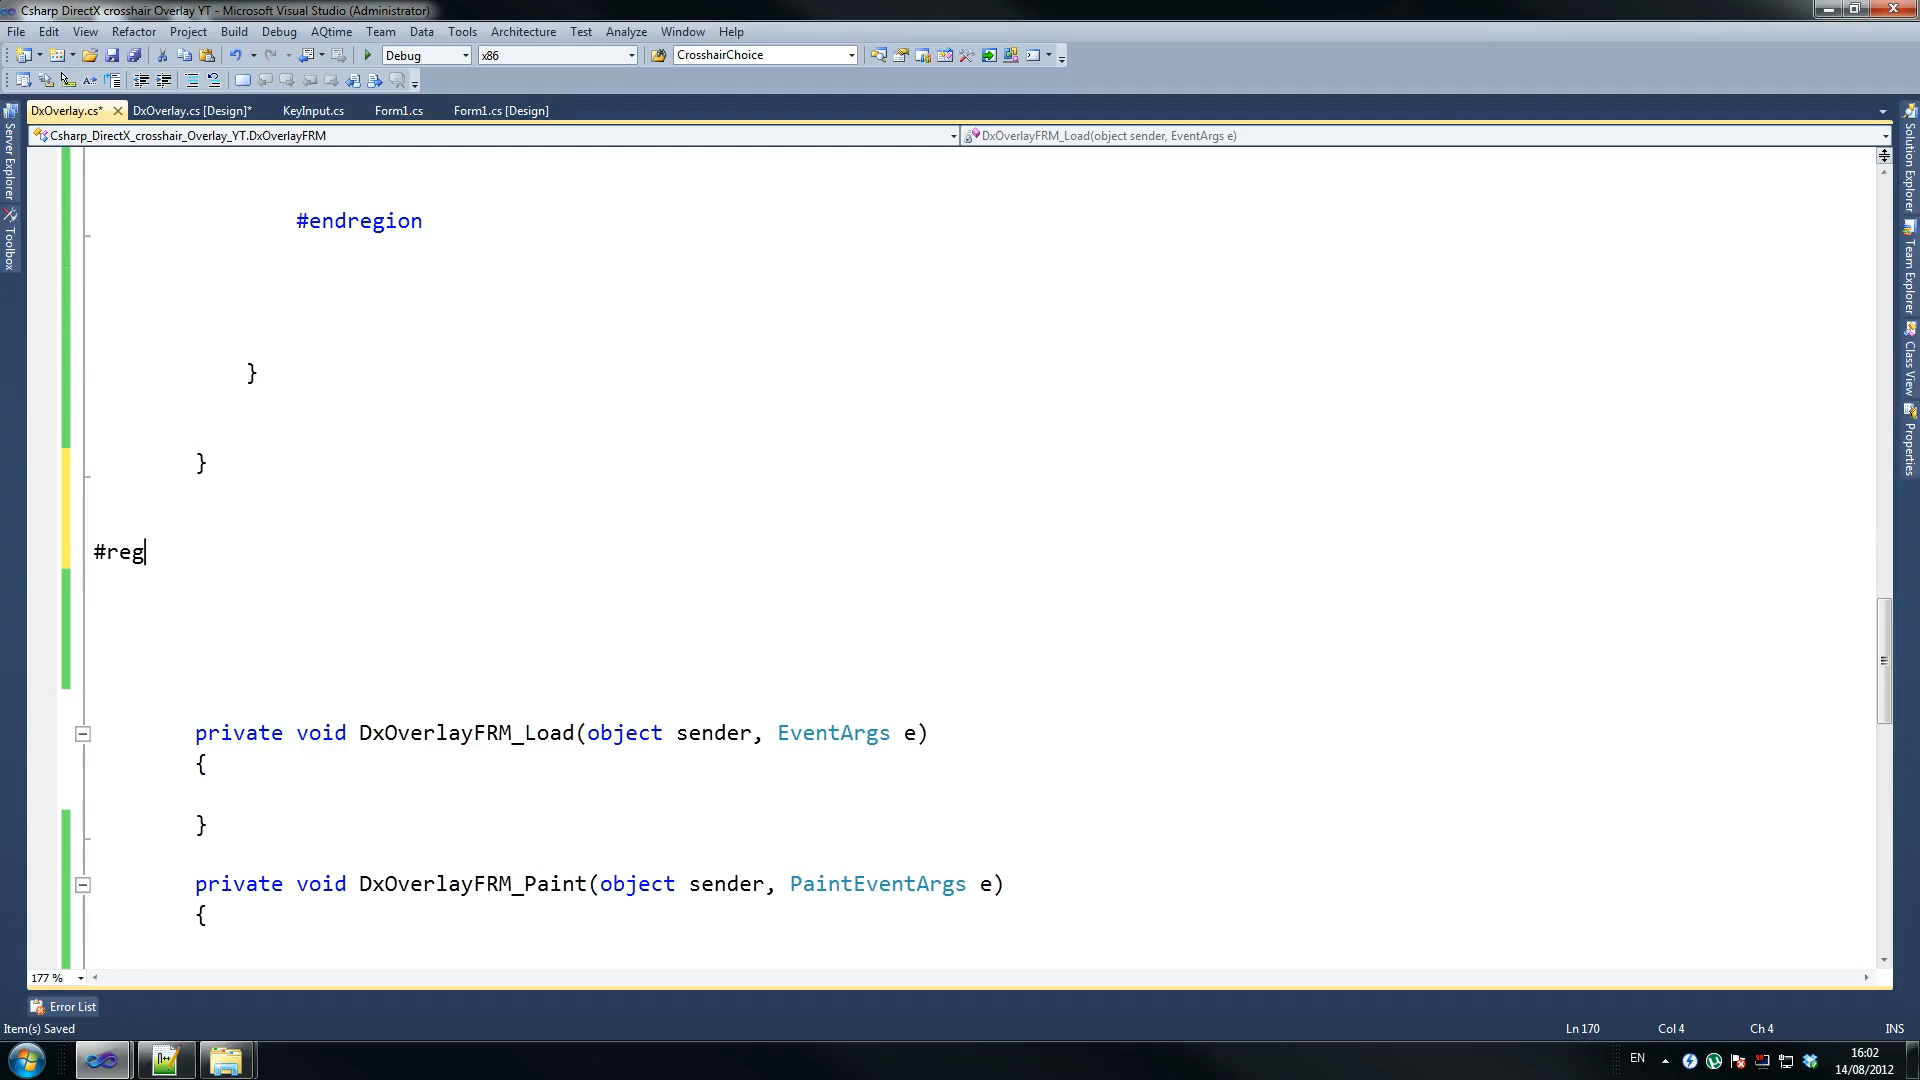 Csharp DirectX crosshair Overlay YT - Microsoft Visual Studio (Administrator)
File Edit View Refactor Project Build Debug AQtime Team Data Tools Architecture Test Analyze Window Help
Debug x86 CrosshairChoice
DxOverlay.cs* DxOverlay.cs [Design]* KeyInput.cs Form1.cs Form1.cs [Design]
Csharp_DirectX_crosshair_Overlay_YT.DxOverlayFRM DxOverlayFRM_Load(object sender, EventArgs e)
Server Explorer
Toolbox
Solution Explorer
Team Explorer
Class View
Properties
#endregion
}
}
#reg
private void DxOverlayFRM_Load(object sender, EventArgs e)
{
}
private void DxOverlayFRM_Paint(object sender, PaintEventArgs e)
{
177 %
Error List
Item(s) Saved Ln 170 Col 4 Ch 4 INS
EN 16:02
14/08/2012